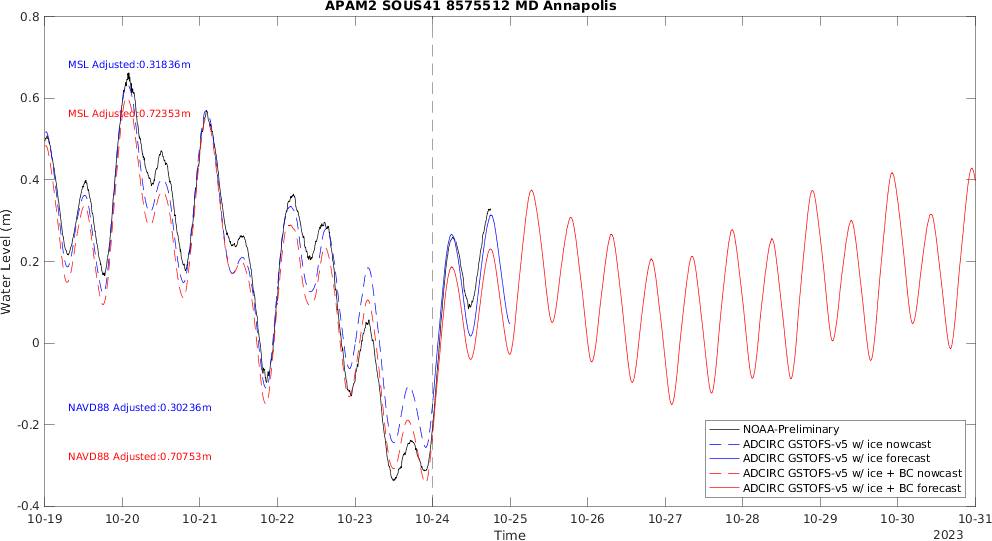 APAM2 SOUS41 8575512 MD Annapolis
0.8
0.6
0.4
0.2
0
-0.2
-0.4
Water Level (m)
MSL Adjusted:0.31836m
MSL Adjusted:0.72353m
NAVD88 Adjusted:0.30236m
NAVD88 Adjusted:0.70753m
NOAA-Preliminary
ADCIRC GSTOFS-v5 w/ ice nowcast
ADCIRC GSTOFS-v5 w/ ice forecast
ADCIRC GSTOFS-v5 w/ ice + BC nowcast
ADCIRC GSTOFS-v5 w/ ice + BC forecast
10-19 10-20 10-21 10-22 10-23 10-24 10-25 10-26 10-27 10-28 10-29 10-30 10-31
Time
2023